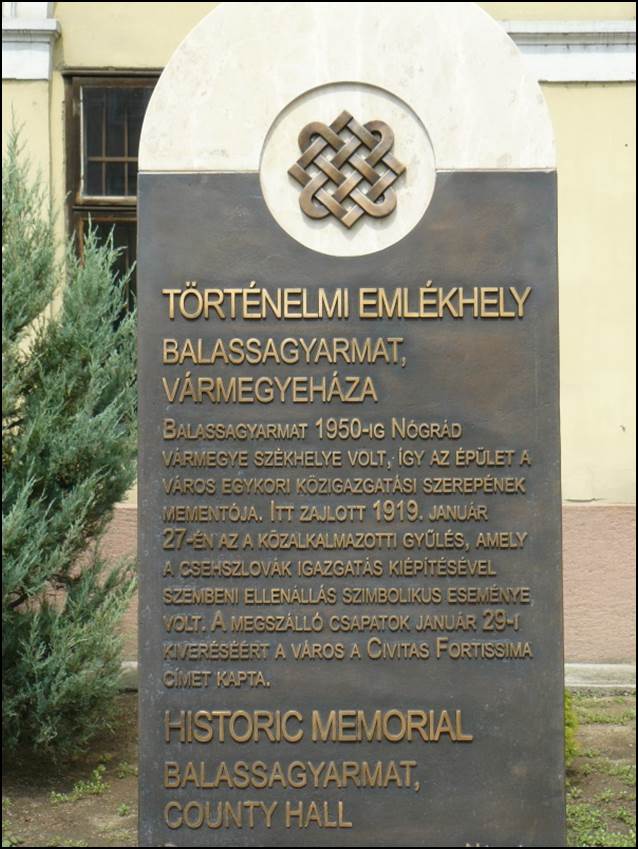 TÖRTÉNELMI EMLÉKHELY
BALASSAGYARMAT,
VÁRMEGYEHÁZA
BALASSAGYARMAT 1950-IG NÓGRÁD
VÁRMEGYE SZÉKHELYE VOLT, ÍGY AZ ÉPÜLET A
VÁROS EGYKORI KÖZIGAZGATÁSI SZEREPÉNEK
MEMENTÓJA. ITT ZAJLOTT 1919. JANUÁR
27-ÉN AZ A KÖZALKALMAZOTTI GYŰLÉS, AMELY
A CSEHSZLOVÁK IGAZGATÁS KIÉPÍTÉSÉVEL
SZEMBENI ELLENÁLLÁS SZIMBOLIKUS ESEMÉNYE
VOLT. A MEGSZÁLLÓ CSAPATOK JANUÁR 29-I
KIVERÉSÉÉRT A VÁROS A CIVITAS FORTISSIMA
CÍMET KAPTA.
HISTORIC MEMORIAL
BALASSAGYARMAT,
COUNTY HALL